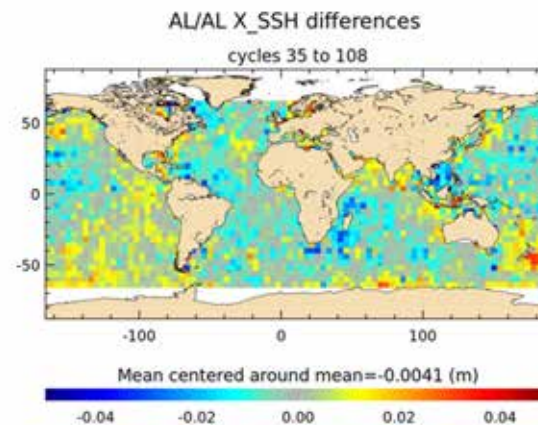 AL/AL X_SSH differences
cycles 35 to 108
50
0
-50
-100 0 100
Mean centered around mean=-0.0041 (m)
-0.04 -0.02 0.00 0.02 0.04